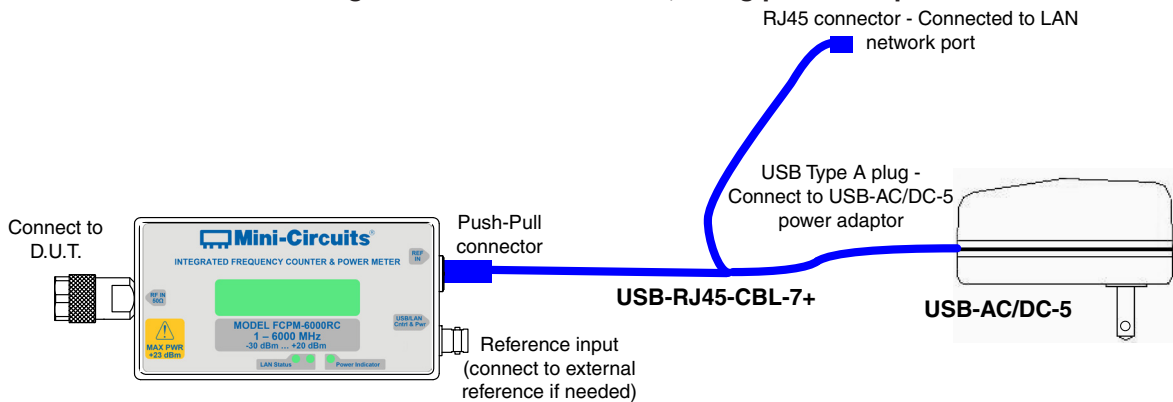 RJ45 connector - Connected to LAN
network port
USB Type A plug -
Connect to USB-AC/DC-5
power adaptor
Connect to
D.U.T.
Push-Pull
connector
Mini-Circuits®
INTEGRATED FREQUENCY COUNTER & POWER METER
REF
IN
RF IN
50Ω
USB/LAN
Cntrl & Pwr
MODEL FCPM-6000RC
1 – 6000 MHz
-30 dBm ... +20 dBm
MAX PWR
+23 dBm
LAN Status
Power Indicator
USB-RJ45-CBL-7+
USB-AC/DC-5
Reference input
(connect to external
reference if needed)